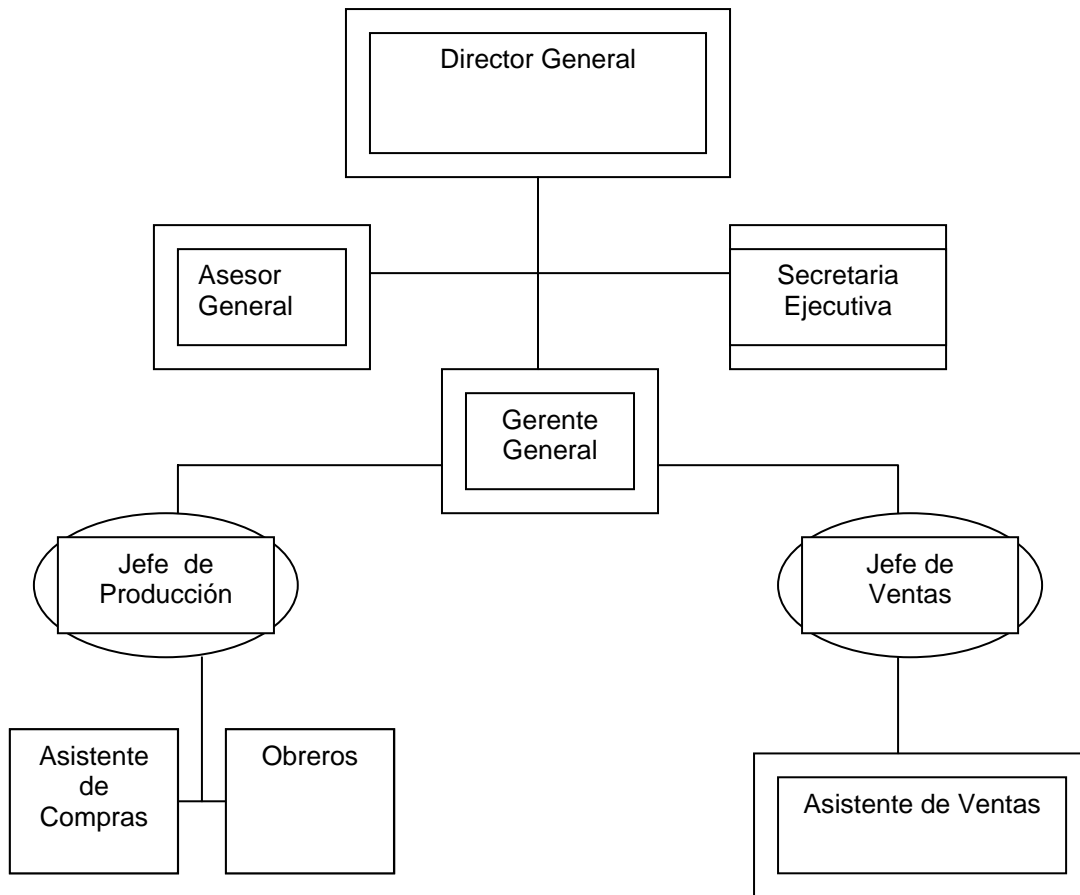 Director General
Asesor
General
Secretaria
Ejecutiva
Gerente
General
Jefe de
Producción
Jefe de
Ventas
Asistente
de
Compras
Obreros
Asistente de Ventas